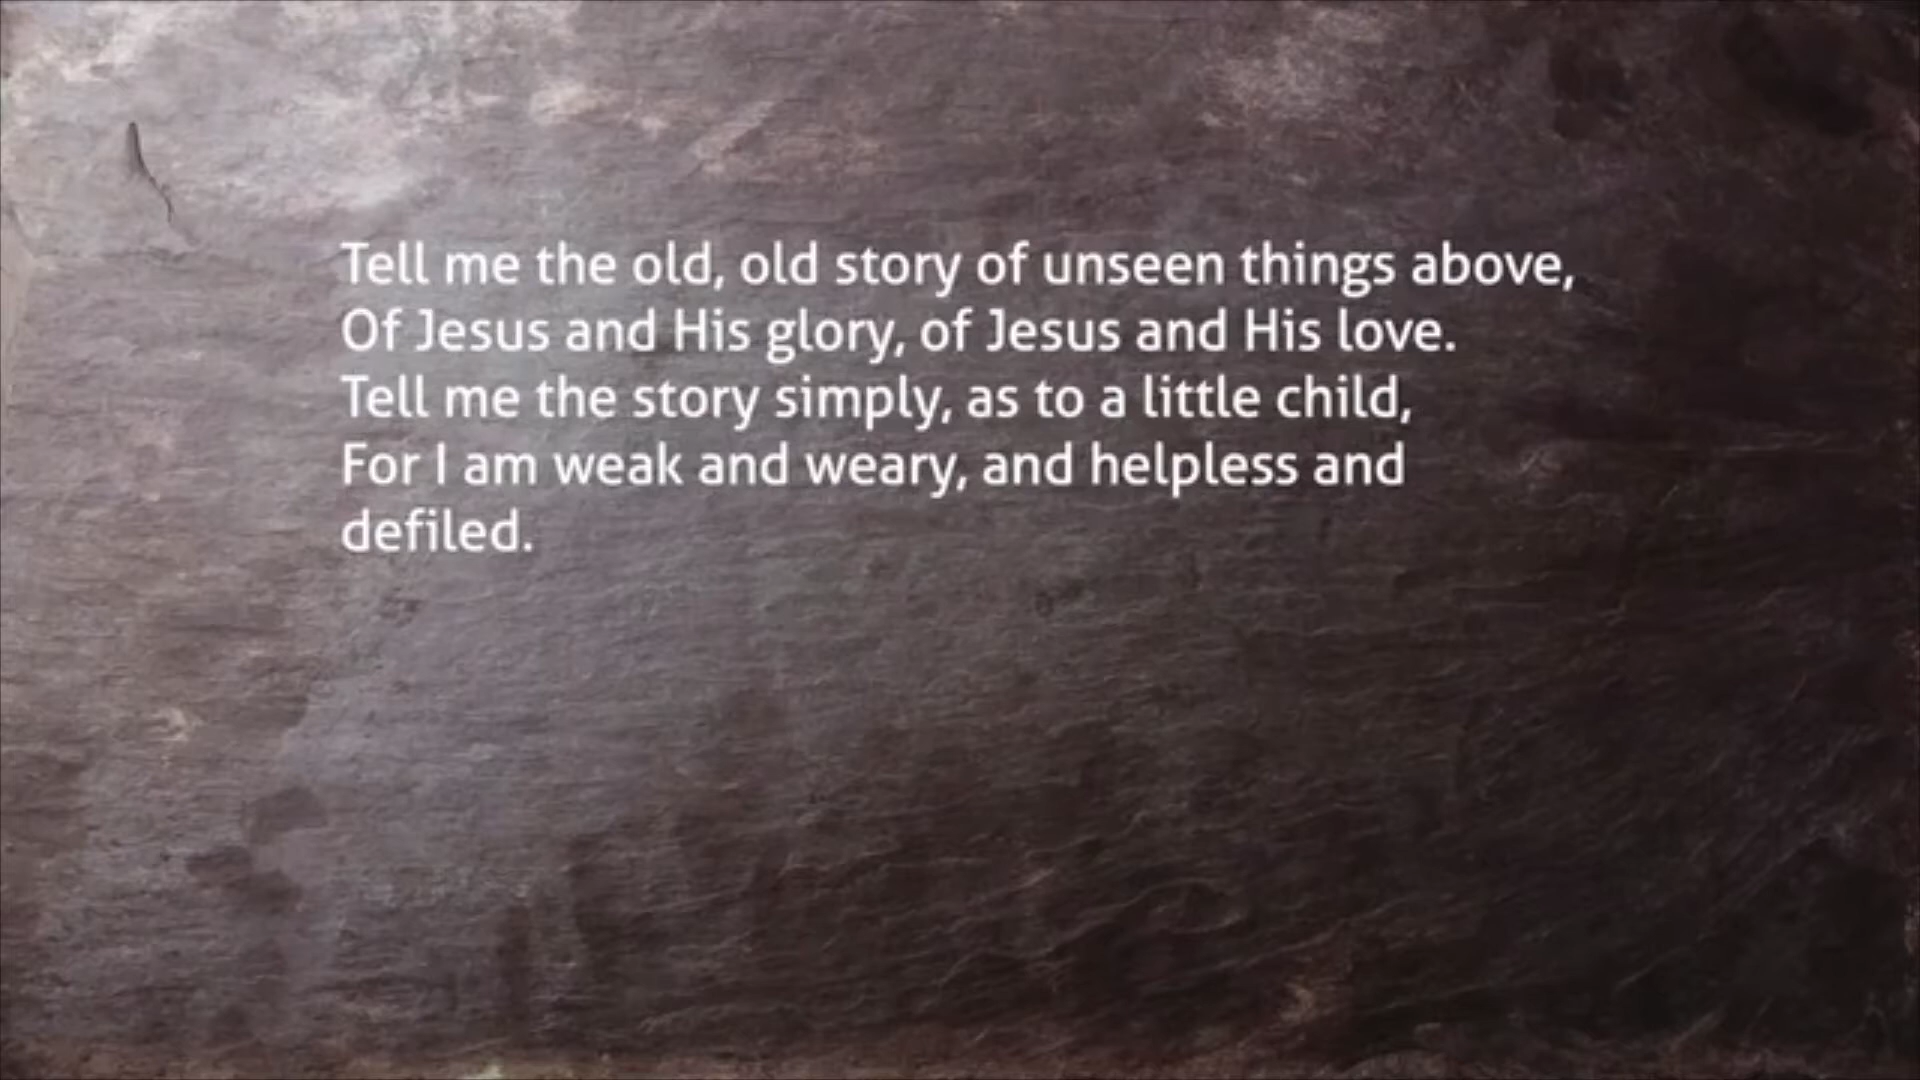 Tell me the old, old story of unseen things above,
Of Jesus and His glory, of Jesus and His love.
Tell me the story simply, as to a little child,
For I am weak and weary, and helpless and
defiled.